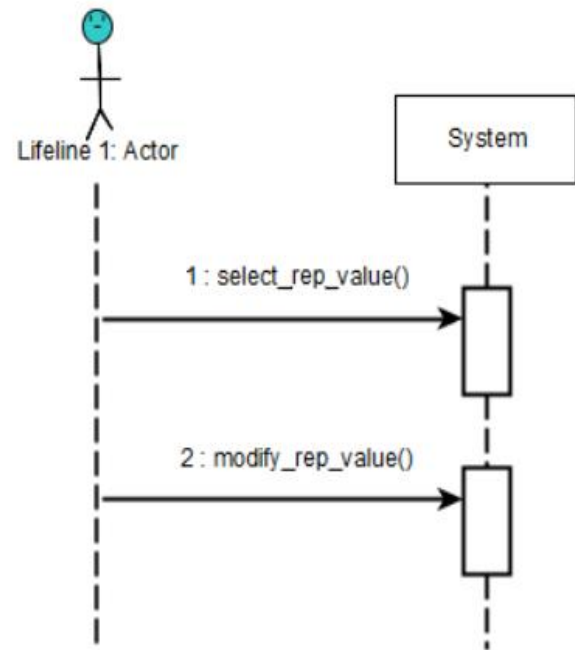 Lifeline 1: Actor
System
1 : select_rep_value()
2 : modify_rep_value()